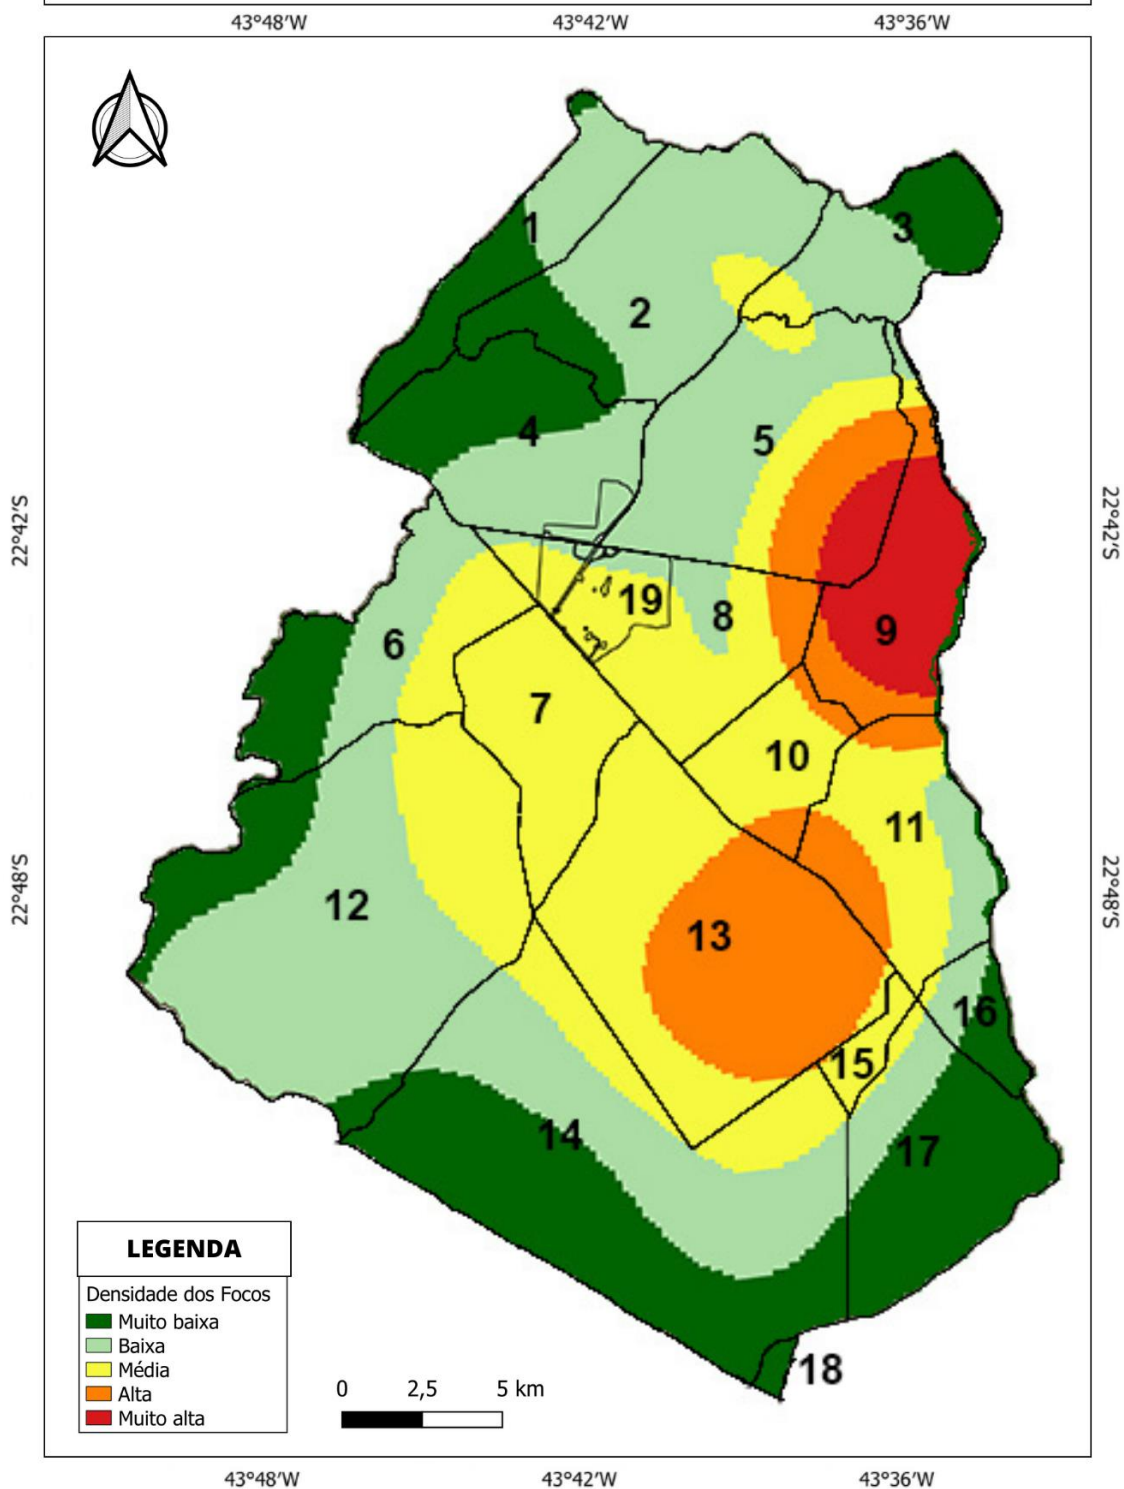 43°48'W 43°42'W 43°36'W
3
1
2
4
5
22°42'S 22°42'S
19
8
9
6
7
10
11
22°48'S 22°48'S
12
13
16
15
14
17
LEGENDA
Densidade dos Focos
Muito baixa
Baixa
Média
Alta
Muito alta
18
0 2,5 5 km
43°48'W 43°42'W 43°36'W